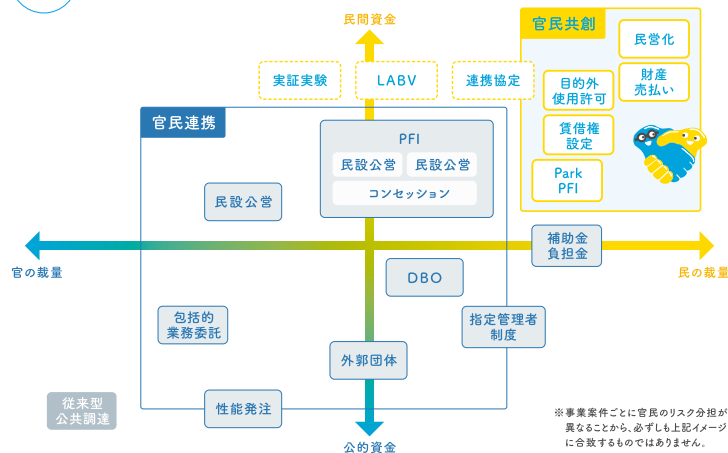 民間資金
官民共創
民営化
実証実験
LABV
連携協定
目的外
使用許可
財産
売払い
官民連携
賃借権
設定
PFI
民設公営
民設公営
コンセッション
Park
PFI
民設公営
補助金
負担金
官の裁量
民の裁量
DBO
包括的
業務委託
指定管理者
制度
外郭団体
従来型
公共調達
性能発注
公的資金
※事業案件ごとに官民のリスク分担が
異なることから、必ずしも上記イメージ
に合致するものではありません。